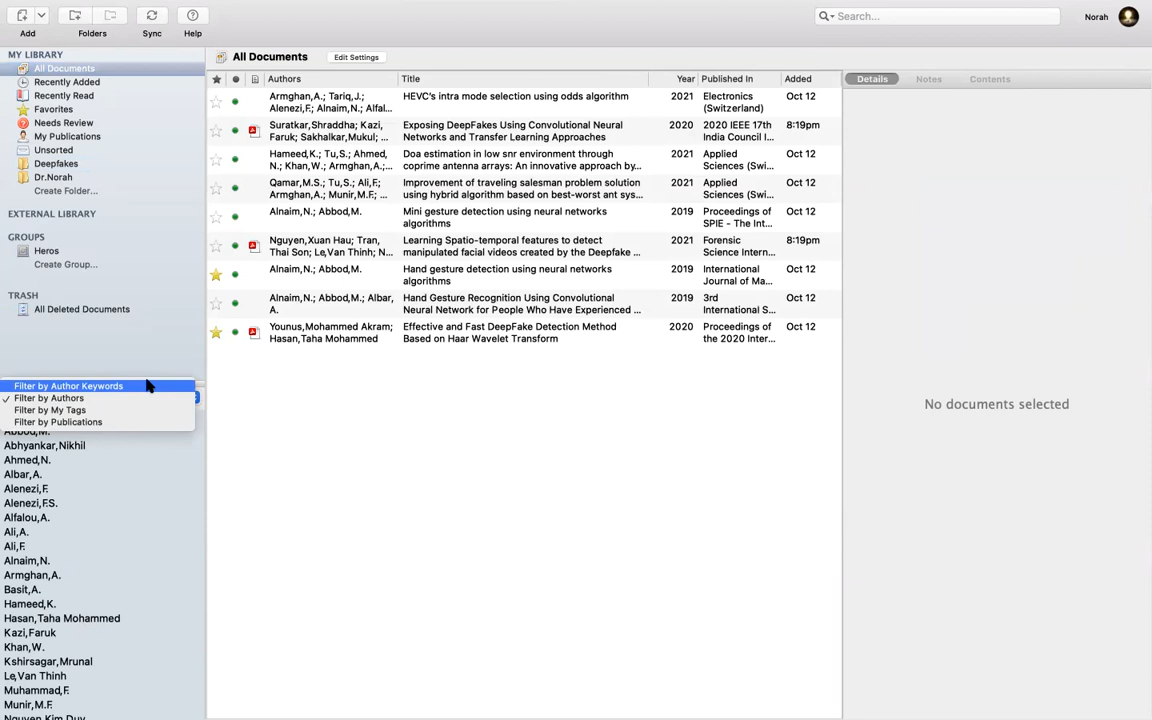 Search...
Norah
Add
Folders
Sync
Help
MY LIBRARY
All Documents
Recently Added
Recently Read
Favorites
Needs Review
My Publications
Unsorted
Deepfakes
Dr.Norah
Create Folder...
EXTERNAL LIBRARY
GROUPS
Heros
Create Group...
TRASH
All Deleted Documents
Filter by Author Keywords
✓ Filter by Authors
Filter by My Tags
Filter by Publications
Abbod,M.
Abhyankar,Nikhil
Ahmed,N.
Albar,A.
Alenezi,F.
Alenezi,F.S.
Alfalou,A.
Ali,A.
Ali,F.
Alnaim,N.
Armghan,A.
Basit,A.
Hameed,K.
Hasan,Taha Mohammed
Kazi,Faruk
Khan,W.
Kshirsagar,Mrunal
Le,Van Thinh
Muhammad,F.
Munir,M.F.
Nguyen,Kim Duy
All Documents
Edit Settings
Authors Title Year Published In Added
Armghan,A.; Tariq,J.; HEVC's intra mode selection using odds algorithm 2021 Electronics Oct 12
Alenezi,F.; Alnaim,N.; Alfal... (Switzerland)
Suratkar,Shraddha; Kazi, Exposing DeepFakes Using Convolutional Neural 2020 2020 IEEE 17th 8:19pm
Faruk; Sakhalkar,Mukul; ... Networks and Transfer Learning Approaches India Council I...
Hameed,K.; Tu,S.; Ahmed, Doa estimation in low snr environment through 2021 Applied Oct 12
N.; Khan,W.; Armghan,A.;... coprime antenna arrays: An innovative approach by... Sciences (Swi...
Qamar,M.S.; Tu,S.; Ali,F.; Improvement of traveling salesman problem solution 2021 Applied Oct 12
Armghan,A.; Munir,M.F.; ... using hybrid algorithm based on best-worst ant sys... Sciences (Swi...
Alnaim,N.; Abbod,M. Mini gesture detection using neural networks 2019 Proceedings of Oct 12
algorithms SPIE - The Int...
Nguyen,Xuan Hau; Tran, Learning Spatio-temporal features to detect 2021 Forensic 8:19pm
Thai Son; Le,Van Thinh; N... manipulated facial videos created by the Deepfake ... Science Intern...
Alnaim,N.; Abbod,M. Hand gesture detection using neural networks 2019 International Oct 12
algorithms Journal of Ma...
Alnaim,N.; Abbod,M.; Albar, Hand Gesture Recognition Using Convolutional 2019 3rd Oct 12
A. Neural Network for People Who Have Experienced ... International S...
Younus,Mohammed Akram; Effective and Fast DeepFake Detection Method 2020 Proceedings of Oct 12
Hasan,Taha Mohammed Based on Haar Wavelet Transform the 2020 Inter...
Details Notes Contents
No documents selected